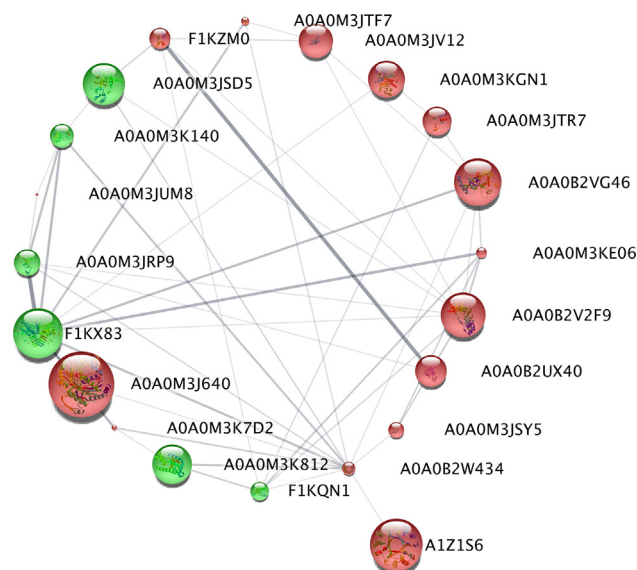 A0A0M3JTF7
F1KZM0
A0A0M3JV12
A0A0M3KGN1
A0A0M3JSD5
A0A0M3JTR7
A0A0M3K140
A0A0B2VG46
A0A0M3JUM8
A0A0M3KE06
A0A0M3JRP9
A0A0B2V2F9
F1KX83
A0A0B2UX40
A0A0M3J640
A0A0M3K7D2
A0A0M3JSY5
A0A0M3K812
A0A0B2W434
F1KQN1
A1Z1S6